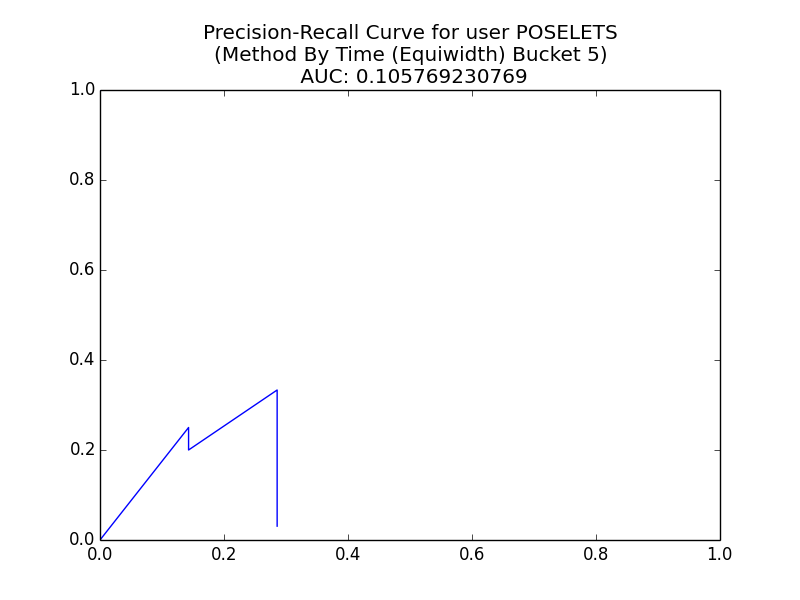 Precision-Recall Curve for user POSELETS
(Method By Time (Equiwidth) Bucket 5)
AUC: 0.105769230769
1.0
0.8
0.6
0.4
0.2
0.0
0.0 0.2 0.4 0.6 0.8 1.0